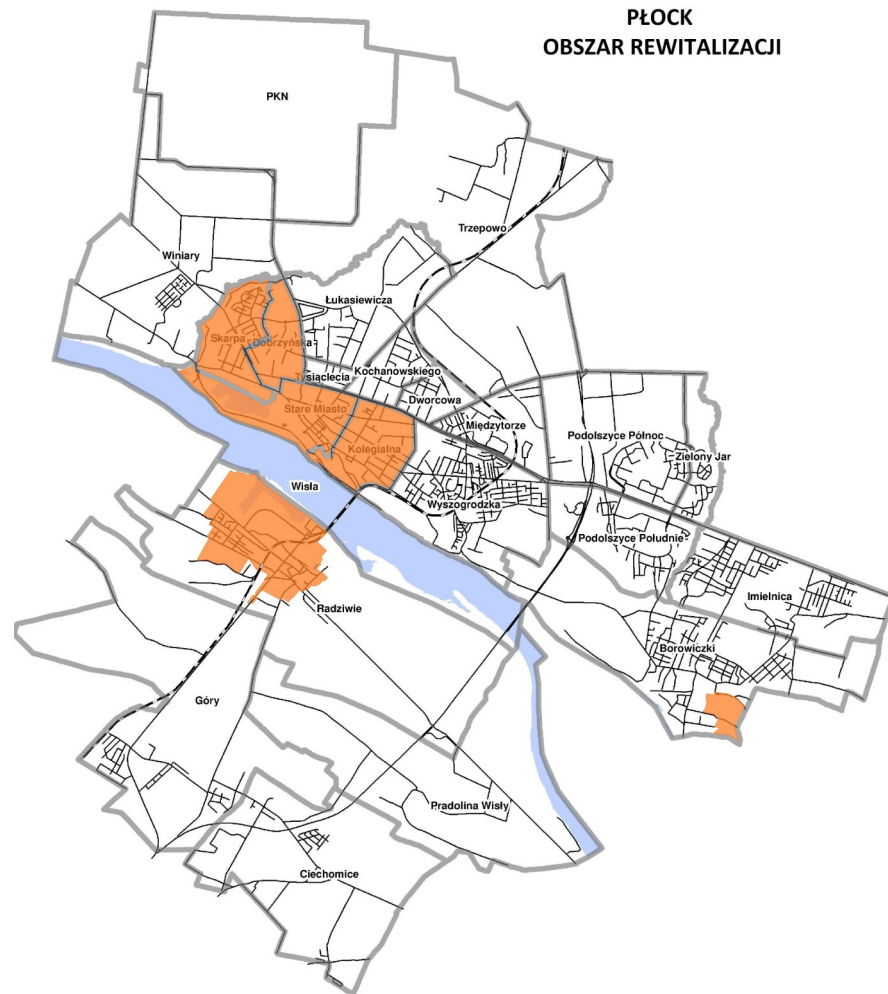 PŁOCK
OBSZAR REWITALIZACJI
PKN
Trzepowo
Winiary
Łukasiewicza
Skarpa
Dobrzyńska
Tysiąclecia
Kochanowskiego
Dworcowa
Stare Miasto
Międzytorze
Podolszyce Północ
Kolegialna
Zielony Jar
Wisła
Wyszogrodzka
Podolszyce Południe
Imielnica
Radziwie
Borowiczki
Góry
Pradolina Wisły
Ciechomice